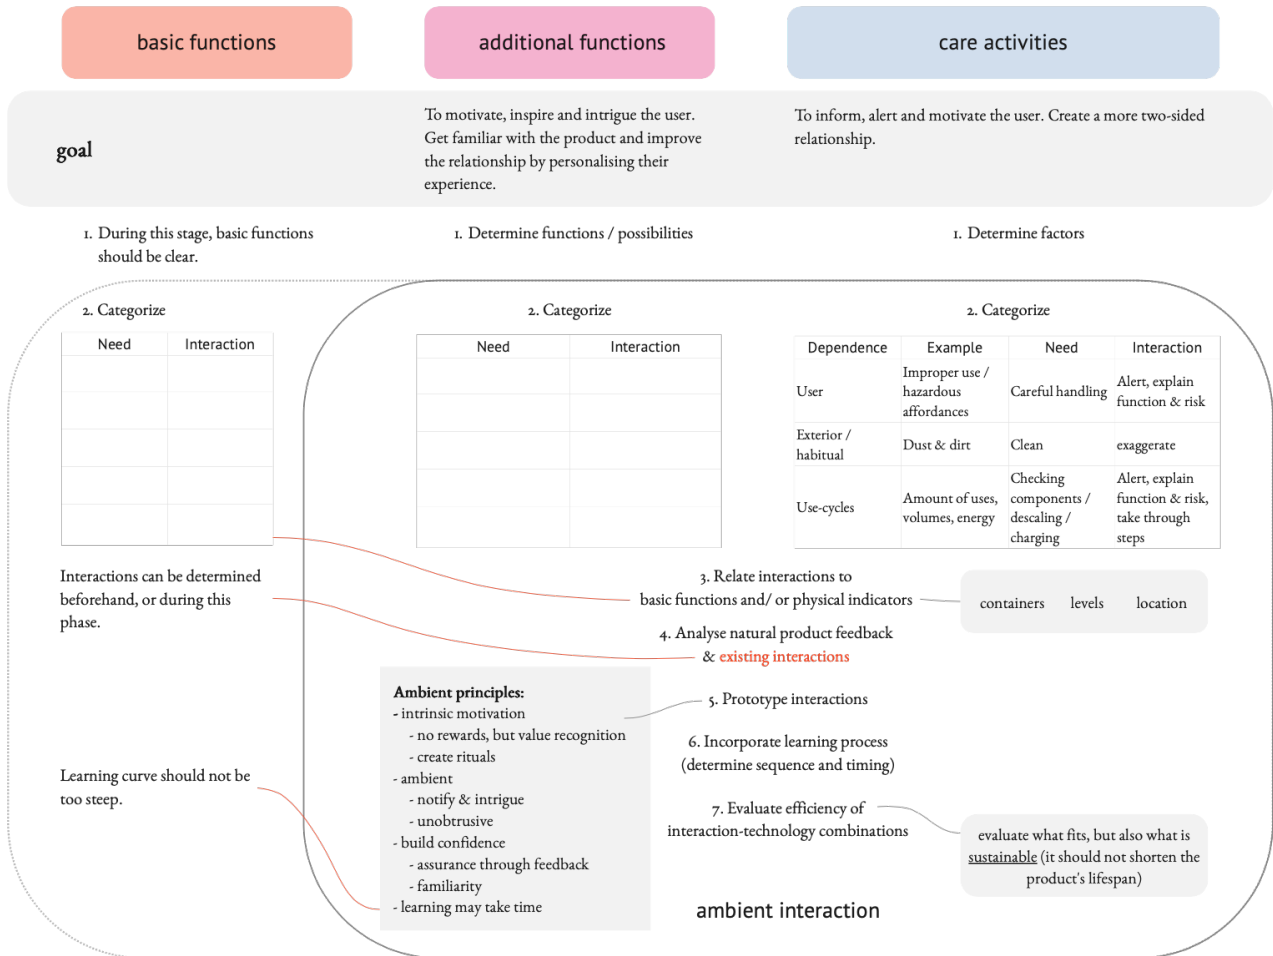 basic functions
additional functions
care activities
goal
To motivate, inspire and intrigue the user.
Get familiar with the product and improve
the relationship by personalising their
experience.
To inform, alert and motivate the user. Create a more two-sided
relationship.
1. During this stage, basic functions
should be clear.
1. Determine functions / possibilities
1. Determine factors
2. Categorize
Need Interaction
2. Categorize
Need Interaction
2. Categorize
Dependence Example Need Interaction
User
Improper use /
hazardous
affordances
Careful handling
Alert, explain
function & risk
Exterior /
habitual
Dust & dirt
Clean
exaggerate
Use-cycles
Amount of uses,
volumes, energy
Checking
components /
descaling /
charging
Alert, explain
function & risk,
take through
steps
Interactions can be determined
beforehand, or during this
phase.
3. Relate interactions to
basic functions and/ or physical indicators
containers levels location
4. Analyse natural product feedback
& existing interactions
Ambient principles:
- intrinsic motivation
- no rewards, but value recognition
- create rituals
- ambient
- notify & intrigue
- unobtrusive
- build confidence
- assurance through feedback
- familiarity
- learning may take time
5. Prototype interactions
6. Incorporate learning process
(determine sequence and timing)
Learning curve should not be
too steep.
7. Evaluate efficiency of
interaction-technology combinations
evaluate what fits, but also what is
sustainable (it should not shorten the
product's lifespan)
ambient interaction